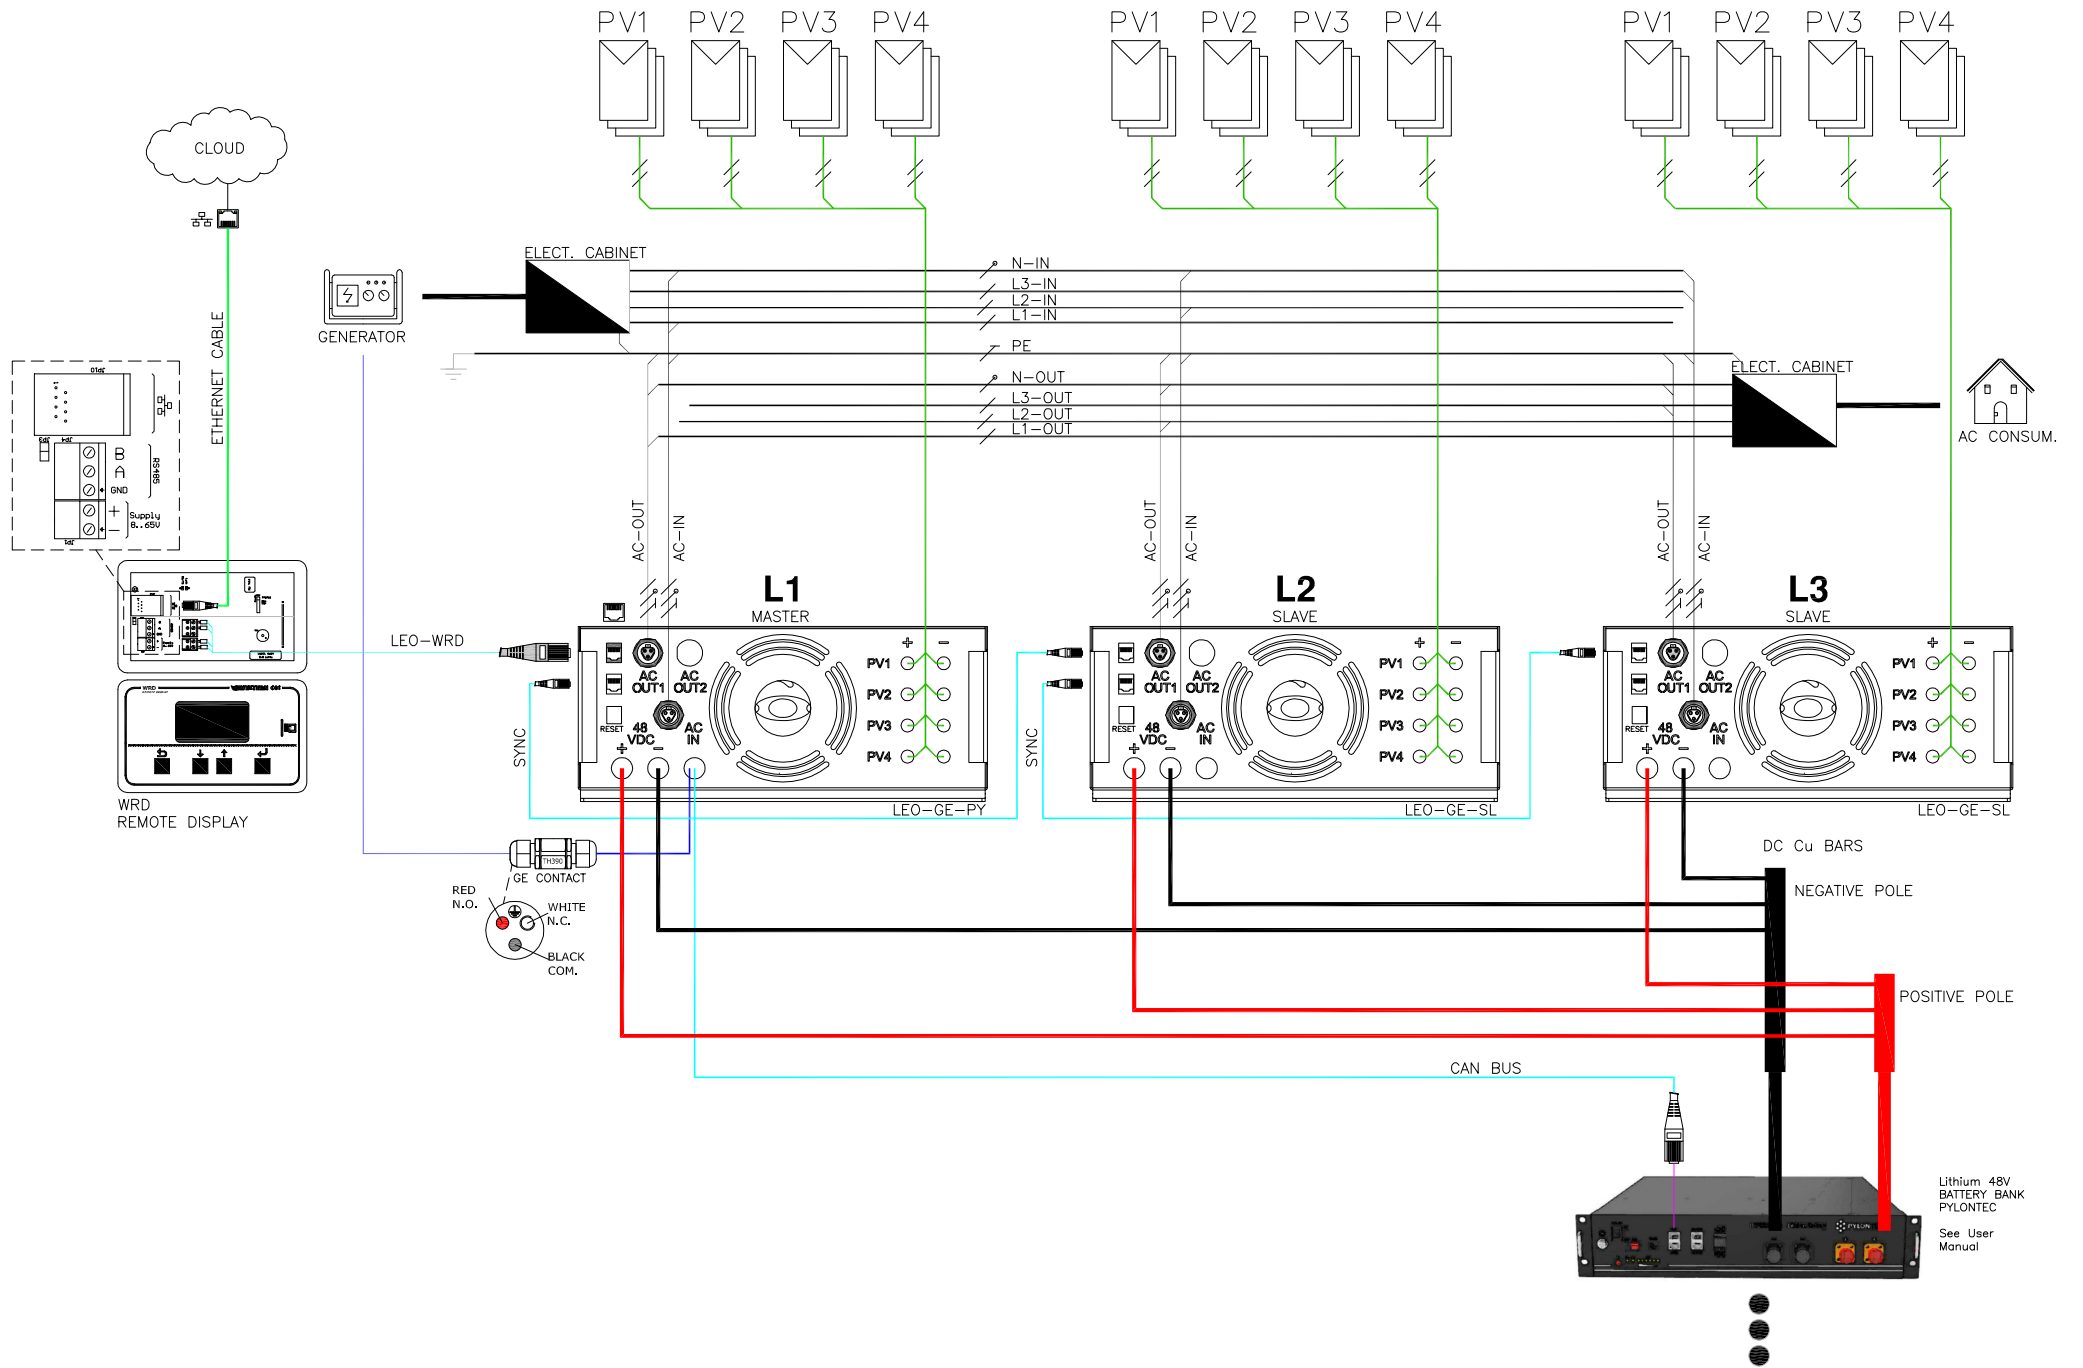 PV1 PV2 PV3 PV4
PV1 PV2 PV3 PV4
PV1 PV2 PV3 PV4
CLOUD
ETHERNET CABLE
GENERATOR
ELECT. CABINET
N-IN
L3-IN
L2-IN
L1-IN
PE
N-OUT
L3-OUT
L2-OUT
L1-OUT
ELECT. CABINET
AC CONSUM.
JP10
JP3
JP4
B
A
GND
RS485
+
Supply
8..65V
−
JP1
AC-OUT
AC-IN
AC-OUT
AC-IN
AC-OUT
AC-IN
L1
MASTER
L2
SLAVE
L3
SLAVE
LEO-WRD
SYNC
AC
OUT1
AC
OUT2
RESET
48
VDC
AC
IN
+ −
+ −
PV1
PV2
PV3
PV4
LEO-GE-PY
SYNC
AC
OUT1
AC
OUT2
RESET
48
VDC
AC
IN
+ −
+ −
PV1
PV2
PV3
PV4
LEO-GE-SL
AC
OUT1
AC
OUT2
RESET
48
VDC
AC
IN
+ −
+ −
PV1
PV2
PV3
PV4
LEO-GE-SL
WRD
WRD
REMOTE DISPLAY
TH390
GE CONTACT
RED
N.O.
WHITE
N.C.
BLACK
COM.
DC Cu BARS
NEGATIVE POLE
POSITIVE POLE
CAN BUS
Lithium 48V
BATTERY BANK
PYLONTEC
See User
Manual